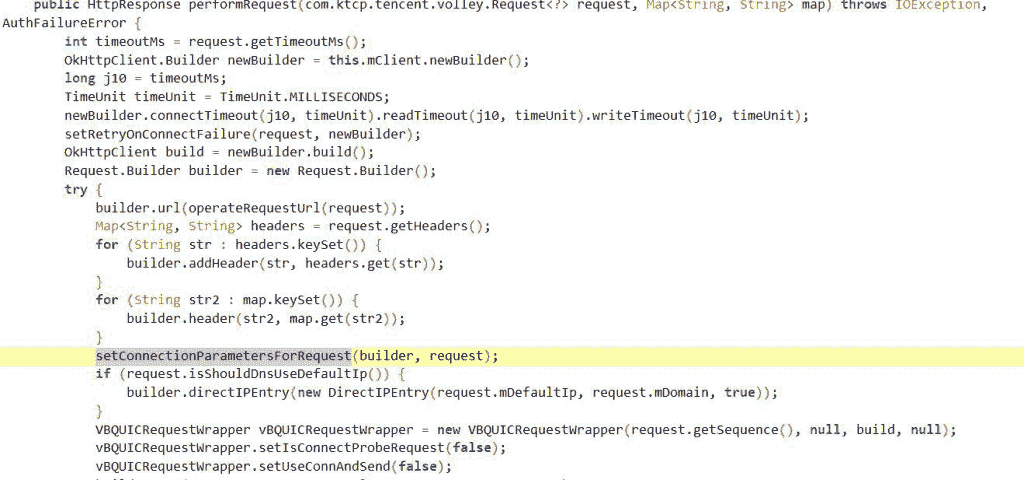 public HttpResponse performRequest(com.ktcp.tencent.volley.Request<?> request, Map<String, String> map) throws IOException,
AuthFailureError {
int timeoutMs = request.getTimeoutMs();
OkHttpClient.Builder newBuilder = this.mClient.newBuilder();
long j10 = timeoutMs;
TimeUnit timeUnit = TimeUnit.MILLISECONDS;
newBuilder.connectTimeout(j10, timeUnit).readTimeout(j10, timeUnit).writeTimeout(j10, timeUnit);
setRetryOnConnectFailure(request, newBuilder);
OkHttpClient build = newBuilder.build();
Request.Builder builder = new Request.Builder();
try {
builder.url(operateRequestUrl(request));
Map<String, String> headers = request.getHeaders();
for (String str : headers.keySet()) {
builder.addHeader(str, headers.get(str));
}
for (String str2 : map.keySet()) {
builder.header(str2, map.get(str2));
}
setConnectionParametersForRequest(builder, request);
if (request.isShouldDnsUseDefaultIp()) {
builder.directIPEntry(new DirectIPEntry(request.mDefaultIp, request.mDomain, true));
}
VBQUICRequestWrapper vBQUICRequestWrapper = new VBQUICRequestWrapper(request.getSequence(), null, build, null);
vBQUICRequestWrapper.setIsConnectProbeRequest(false);
vBQUICRequestWrapper.setUseConnAndSend(false);